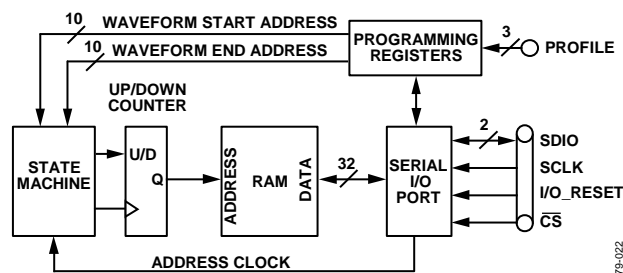 10 WAVEFORM START ADDRESS
10 WAVEFORM END ADDRESS
PROGRAMMING
REGISTERS
3
PROFILE
UP/DOWN
COUNTER
STATE
MACHINE
U/D
Q
ADDRESS
RAM
DATA
32
SERIAL
I/O
PORT
2
SDIO
SCLK
I/O_RESET
CS
ADDRESS CLOCK
79-022